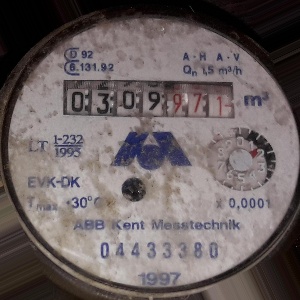 D 92
6.131.92
A - H A - V
Qn 1,5 m³/h
0 3 0 9 9 7 1 m³
LT 1-232
1995
EVK-DK
Tmax +30°C
x 0,0001
ABB Kent Messtechnik
04433380
1997